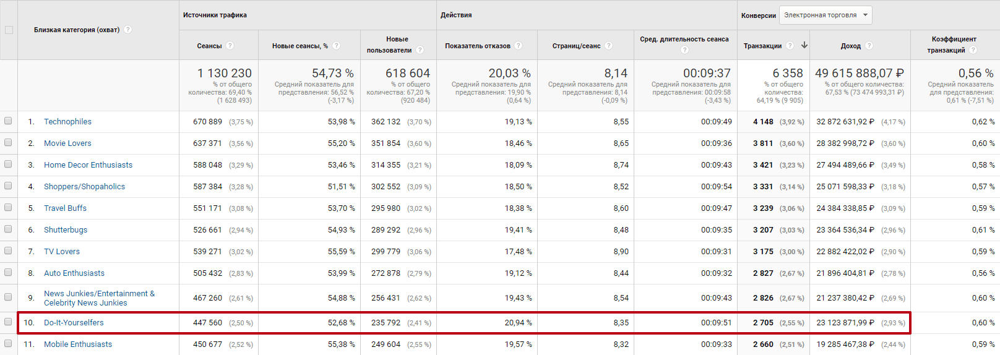 Близкая категория (охват) ?
Источники трафика
Действия
Конверсии Электронная торговля
Сеансы ?
Новые сеансы, % ?
Новые
пользователи ?
Показатель отказов ?
Страниц/сеанс ?
Сред. длительность сеанса
?
Транзакции ?
Доход ?
Коэффициент
транзакций ?
1 130 230
% от общего
количества: 69,40 %
(1 628 493)
54,73 %
Средний показатель для
представления: 56,52 %
(-3,17 %)
618 604
% от общего
количества: 67,20 %
(920 484)
20,03 %
Средний показатель для
представления: 19,90 %
(0,64 %)
8,14
Средний показатель для
представления: 8,14
(-0,09 %)
00:09:37
Средний показатель для
представления: 00:09:58
(-3,43 %)
6 358
% от общего
количества:
64,19 % (9 905)
49 615 888,07 ₽
% от общего количества:
67,53 % (73 474 993,31 ₽)
0,56 %
Средний показатель
для представления:
0,61 % (-7,51 %)
1. Technophiles 670 889 (3,75 %) 53,98 % 362 132 (3,70 %) 19,13 % 8,55 00:09:49 4 148 (3,92 %) 32 872 631,92 ₽ (4,17 %) 0,62 %
2. Movie Lovers 637 371 (3,56 %) 55,20 % 351 854 (3,60 %) 18,46 % 8,65 00:09:36 3 811 (3,60 %) 28 382 998,72 ₽ (3,60 %) 0,60 %
3. Home Decor Enthusiasts 588 048 (3,29 %) 53,46 % 314 355 (3,21 %) 18,09 % 8,74 00:09:43 3 421 (3,23 %) 27 494 489,66 ₽ (3,49 %) 0,58 %
4. Shoppers/Shopaholics 587 384 (3,28 %) 51,51 % 302 552 (3,09 %) 18,50 % 8,52 00:09:54 3 331 (3,14 %) 25 071 598,33 ₽ (3,18 %) 0,57 %
5. Travel Buffs 551 171 (3,08 %) 53,70 % 295 980 (3,02 %) 18,38 % 8,60 00:09:47 3 239 (3,06 %) 24 384 338,85 ₽ (3,09 %) 0,59 %
6. Shutterbugs 526 661 (2,94 %) 54,93 % 289 292 (2,96 %) 19,41 % 8,48 00:09:35 3 207 (3,03 %) 23 364 536,34 ₽ (2,96 %) 0,61 %
7. TV Lovers 539 271 (3,02 %) 55,59 % 299 779 (3,06 %) 17,48 % 8,90 00:09:31 3 175 (3,00 %) 22 882 422,02 ₽ (2,90 %) 0,59 %
8. Auto Enthusiasts 505 432 (2,83 %) 53,99 % 272 878 (2,79 %) 19,12 % 8,44 00:09:32 2 827 (2,67 %) 21 896 404,81 ₽ (2,78 %) 0,56 %
9. News Junkies/Entertainment &
Celebrity News Junkies 467 260 (2,61 %) 54,88 % 256 431 (2,62 %) 19,43 % 8,54 00:09:43 2 826 (2,67 %) 21 237 380,42 ₽ (2,69 %) 0,60 %
10. Do-It-Yourselfers 447 560 (2,50 %) 52,68 % 235 792 (2,41 %) 20,94 % 8,35 00:09:51 2 705 (2,55 %) 23 123 871,99 ₽ (2,93 %) 0,60 %
11. Mobile Enthusiasts 450 677 (2,52 %) 55,38 % 249 604 (2,55 %) 19,57 % 8,32 00:09:33 2 660 (2,51 %) 19 285 467,38 ₽ (2,44 %) 0,59 %